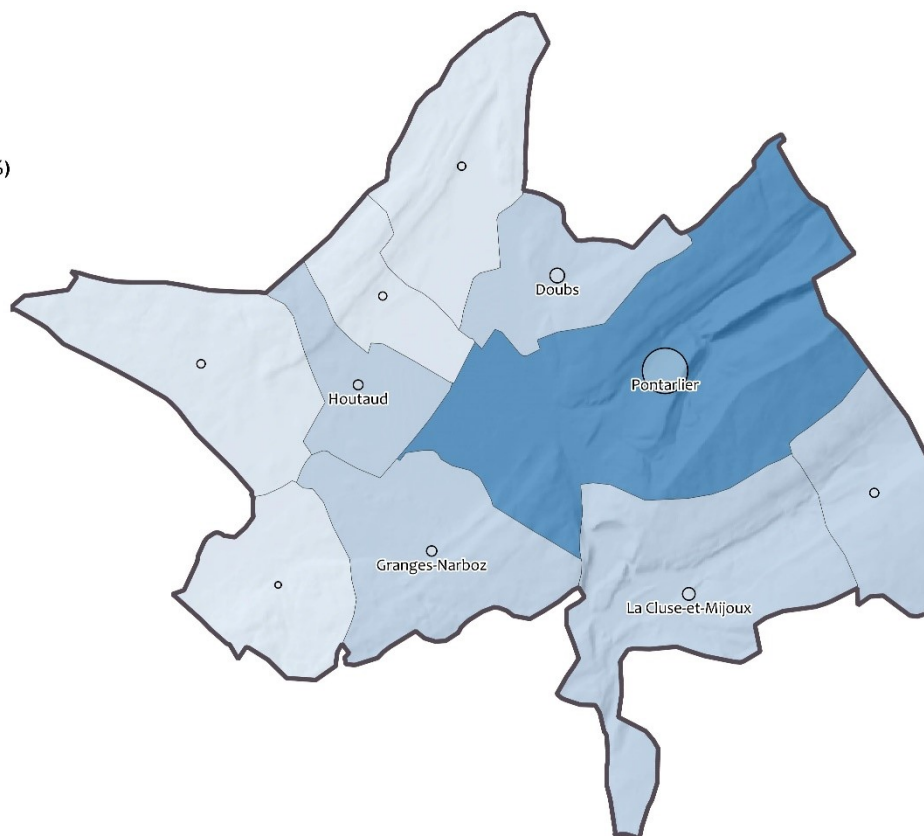 Doubs
Pontarlier
Houtaud
Granges-Narboz
La Cluse-et-Mijoux